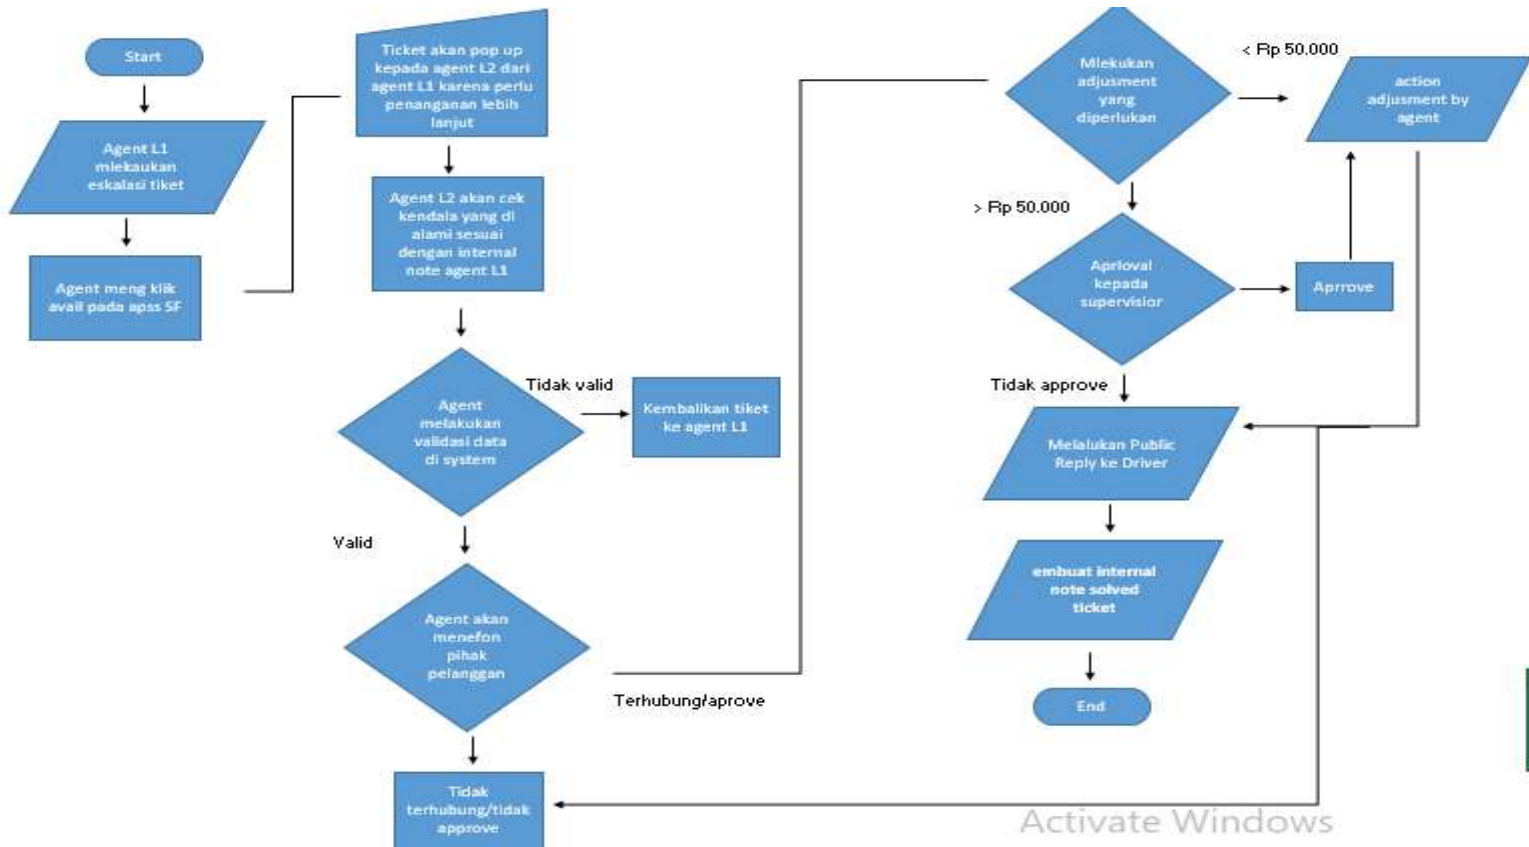 Start
Agent L1
mlekaukan
eskalasi tiket
Agent meng klik
avail pada apss SF
Ticket akan pop up
kepada agent L2 dari
agent L1 karena perlu
penanganan lebih
lanjut
Agent L2 akan cek
kendala yang di
alami sesuai
dengan internal
note agent L1
Agent
melakukan
validasi data
di system
Tidak valid
Kembalikan tiket
ke agent L1
Valid
Agent akan
menefon
pihak
pelanggan
Terhubung/aprove
Tidak
terhubung/tidak
approve
Mlekukan
adjusment
yang
diperlukan
< Rp 50.000
action
adjusment by
agent
> Rp 50.000
Aprloval
kepada
supervisior
Aprrove
Tidak approve
Melalukan Public
Reply ke Driver
embuat internal
note solved
ticket
End
Activate Windows